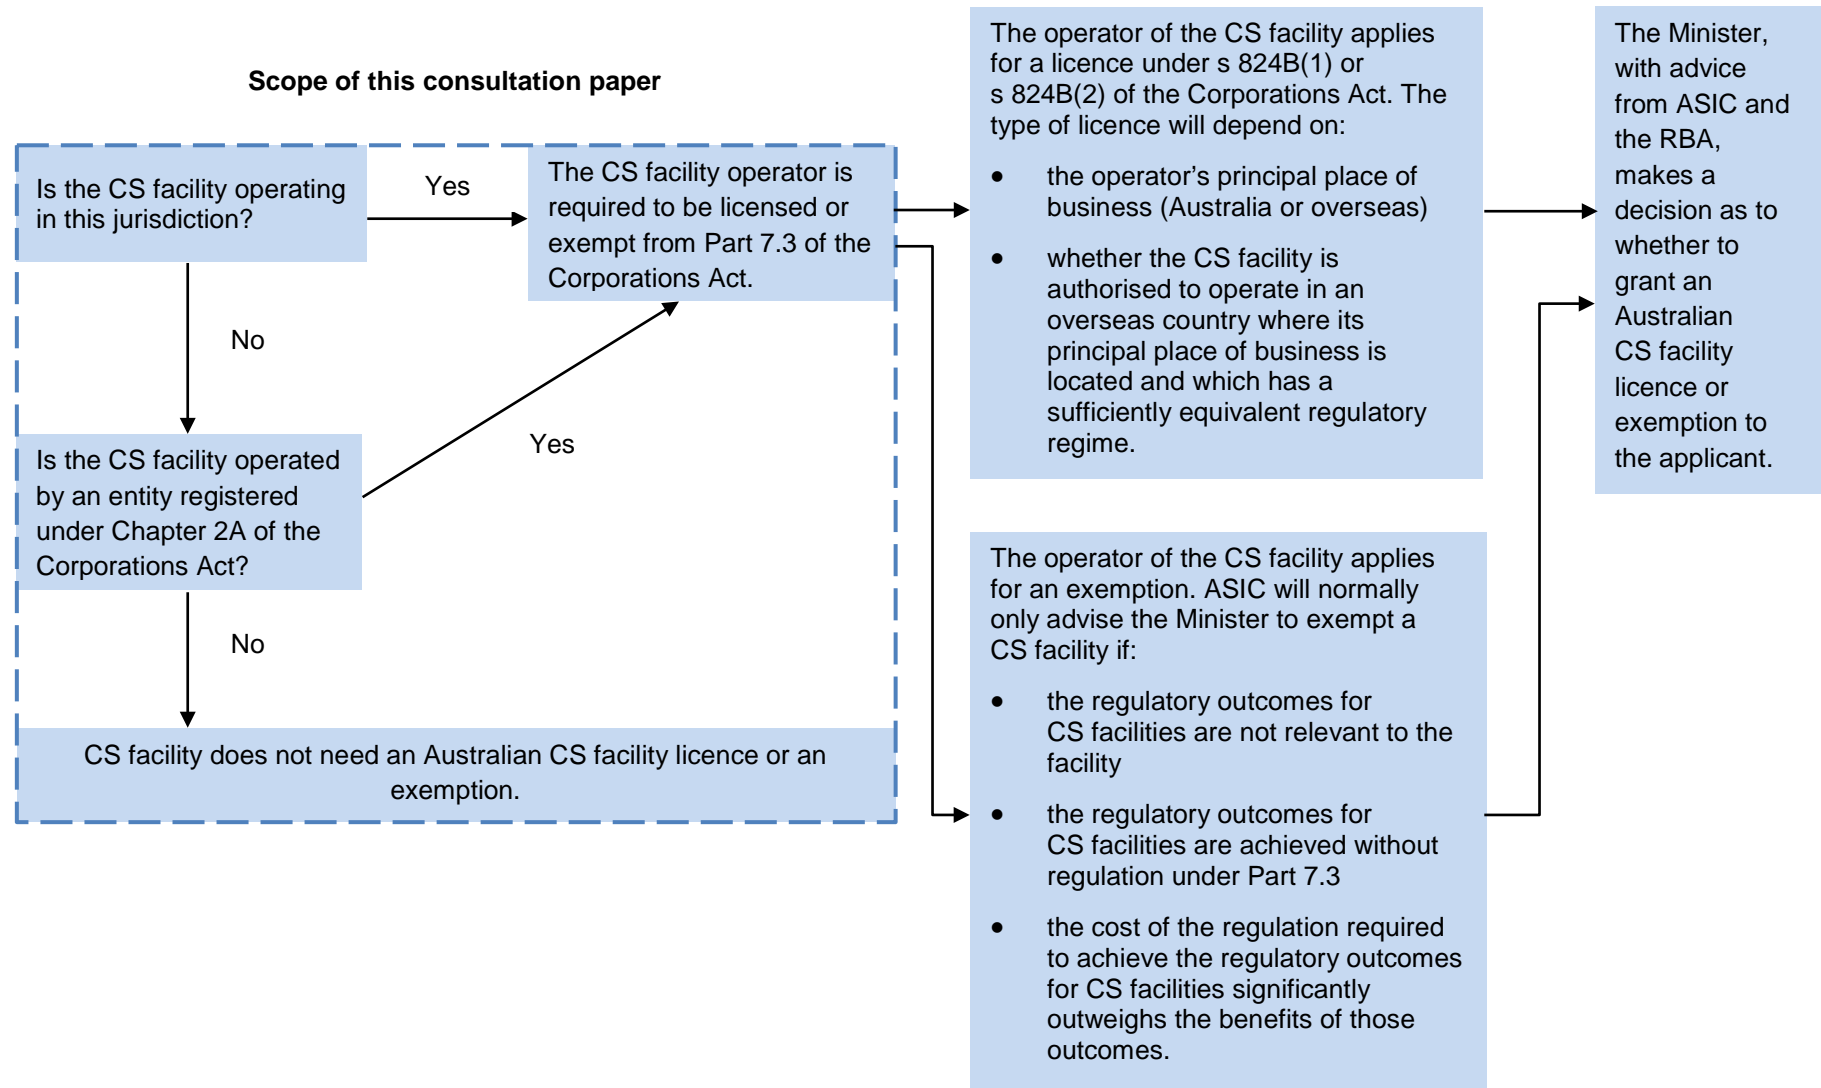 Scope of this consultation paper
Is the CS facility operating
in this jurisdiction?
Yes
The CS facility operator is
required to be licensed or
exempt from Part 7.3 of the
Corporations Act.
No
Is the CS facility operated
by an entity registered
under Chapter 2A of the
Corporations Act?
Yes
No
CS facility does not need an Australian CS facility licence or an
exemption.
The operator of the CS facility applies
for a licence under s 824B(1) or
s 824B(2) of the Corporations Act. The
type of licence will depend on:
• the operator’s principal place of
business (Australia or overseas)
• whether the CS facility is
authorised to operate in an
overseas country where its
principal place of business is
located and which has a
sufficiently equivalent regulatory
regime.
The operator of the CS facility applies
for an exemption. ASIC will normally
only advise the Minister to exempt a
CS facility if:
• the regulatory outcomes for
CS facilities are not relevant to the
facility
• the regulatory outcomes for
CS facilities are achieved without
regulation under Part 7.3
• the cost of the regulation required
to achieve the regulatory outcomes
for CS facilities significantly
outweighs the benefits of those
outcomes.
The Minister,
with advice
from ASIC and
the RBA,
makes a
decision as to
whether to
grant an
Australian
CS facility
licence or
exemption to
the applicant.